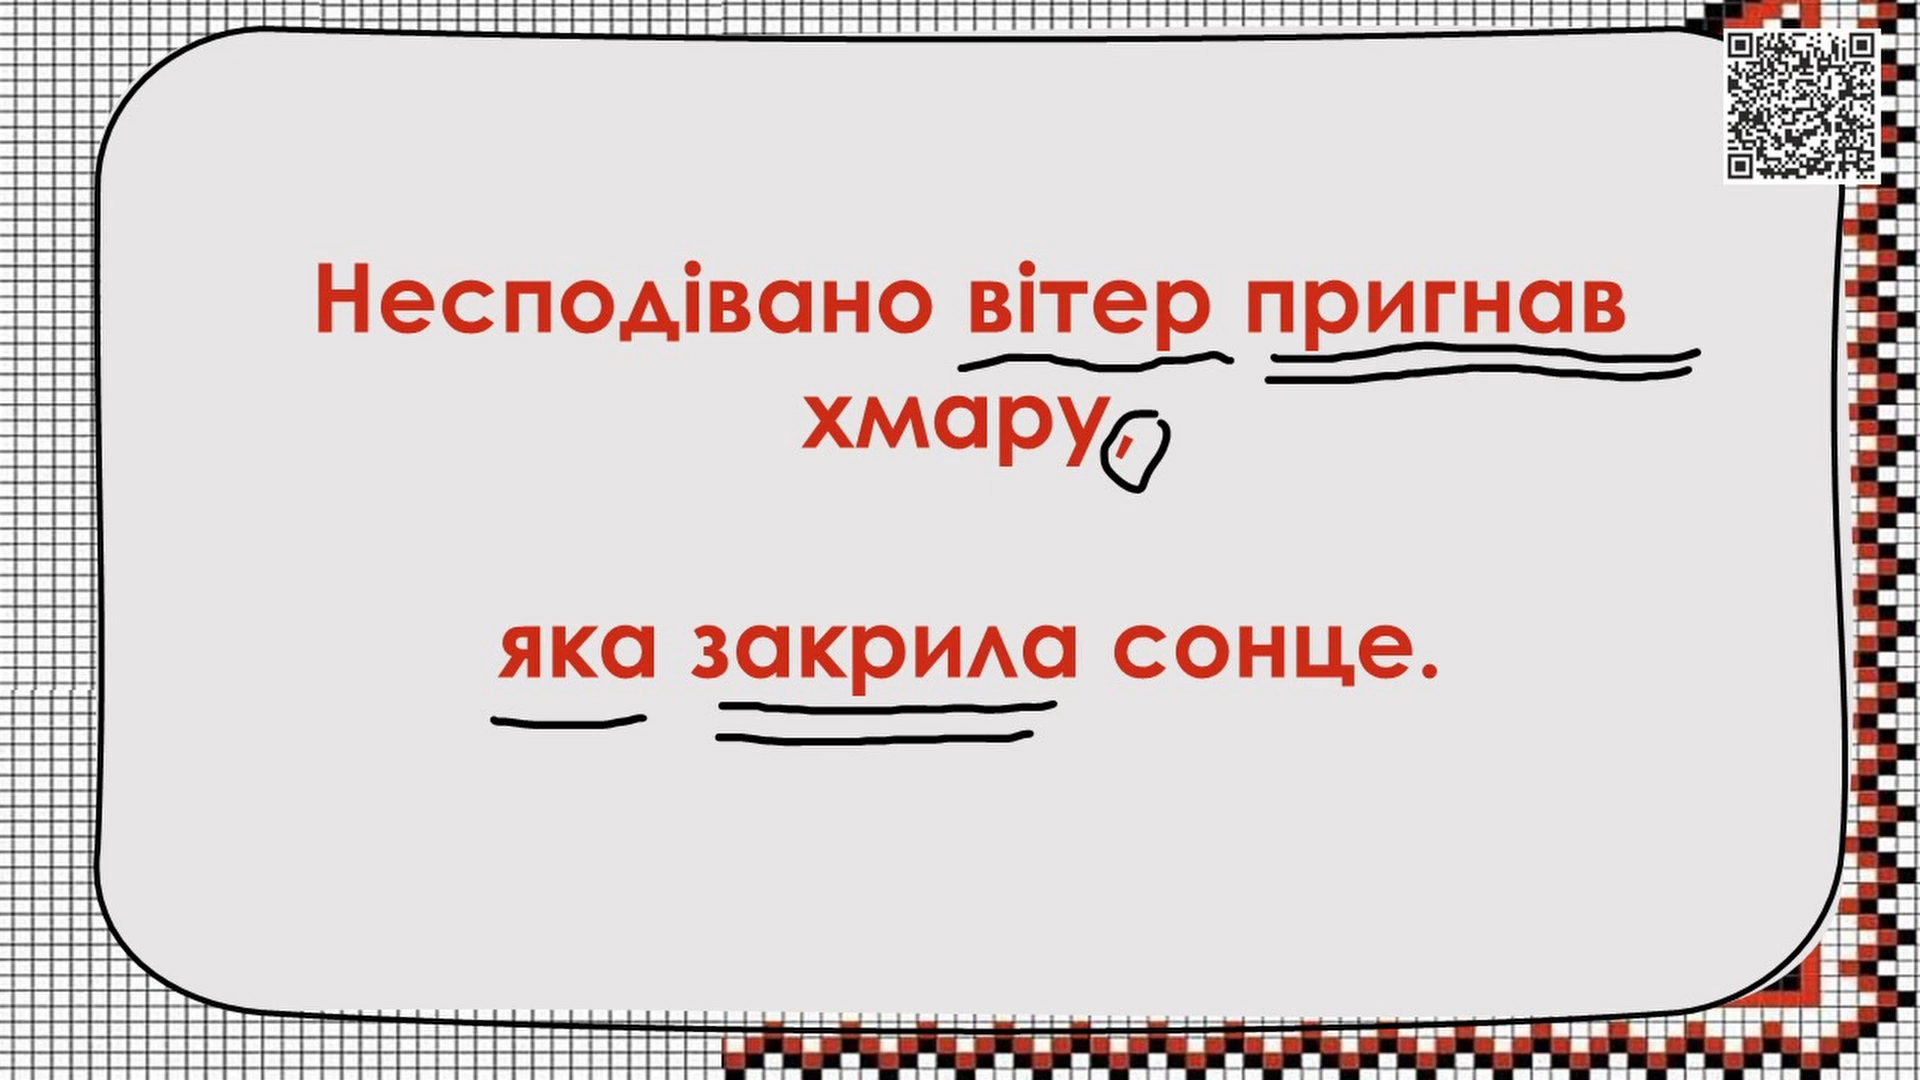 Несподівано вітер пригнав
хмару,
яка закрила сонце.